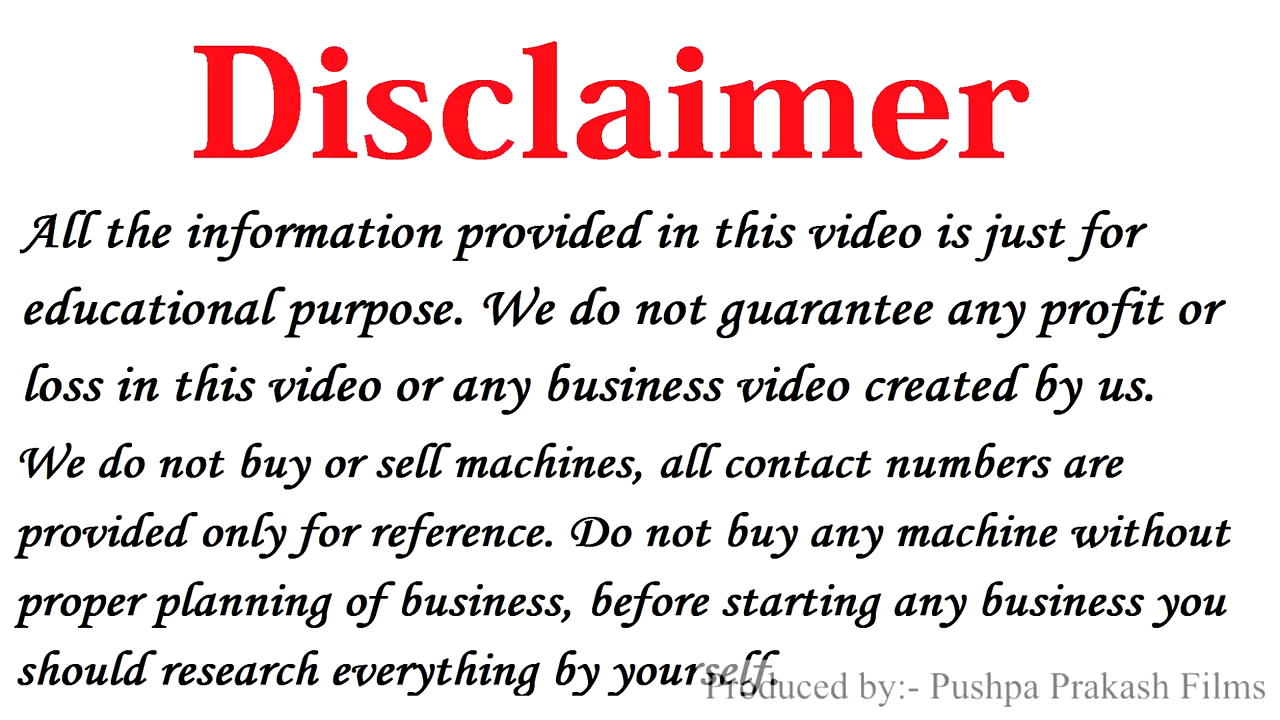 Disclaimer
All the information provided in this video is just for
educational purpose. We do not guarantee any profit or
loss in this video or any business video created by us.
We do not buy or sell machines, all contact numbers are
provided only for reference. Do not buy any machine without
proper planning of business, before starting any business you
should research everything by yourself.
Produced by:- Pushpa Prakash Films